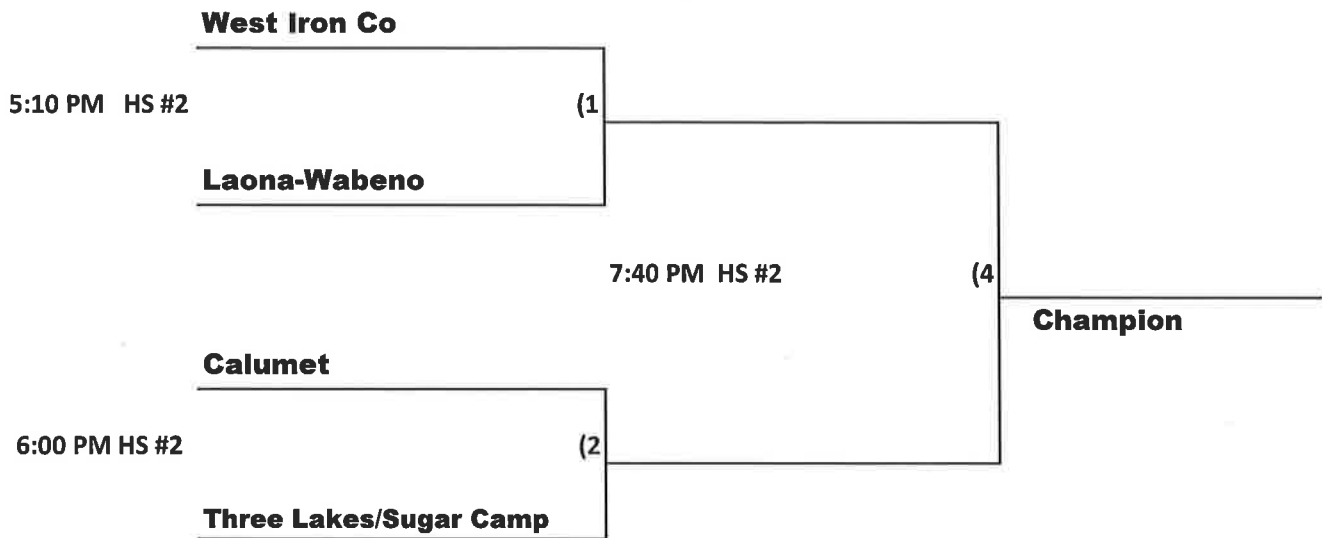 West Iron Co
5:10 PM HS #2
(1
Laona-Wabeno
7:40 PM HS #2
(4
Champion
Calumet
6:00 PM HS #2
(2
Three Lakes/Sugar Camp